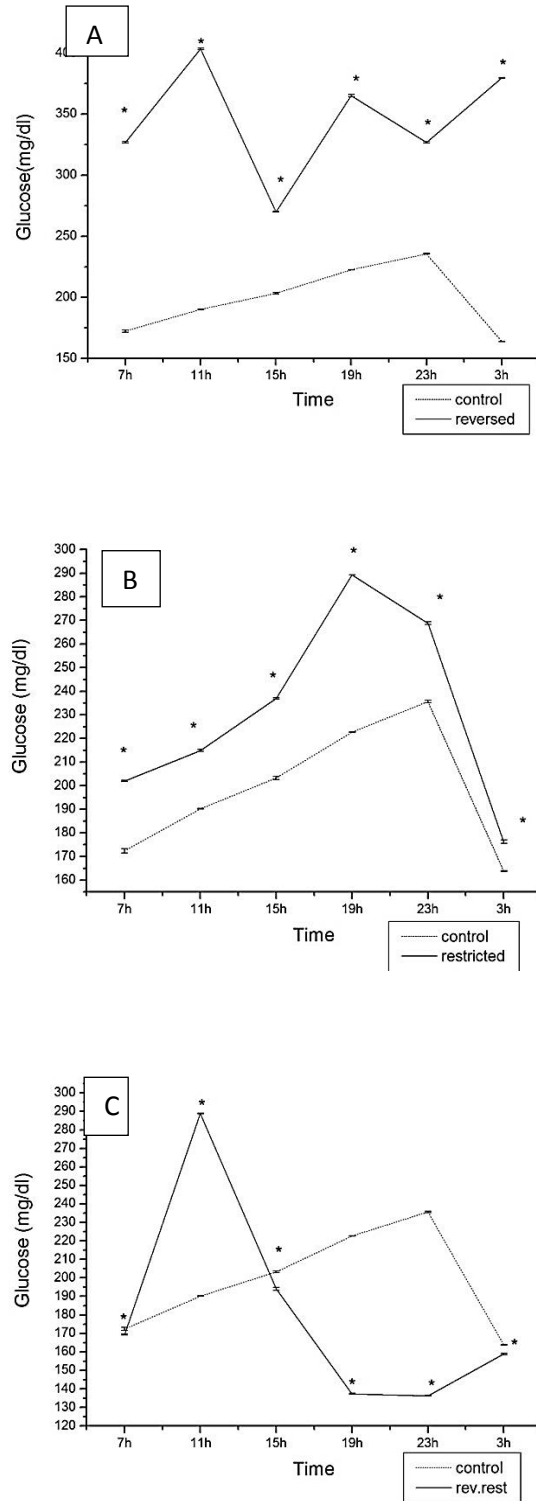 A
350
300
250
200
150
Glucose(mg/dl)
* * * * * *
7h 11h 15h 19h 23h 3h
Time
control
reversed
B
300
290
280
270
260
250
240
230
220
210
200
190
180
170
160
Glucose (mg/dl)
* * * * * *
7h 11h 15h 19h 23h 3h
Time
control
restricted
C
300
290
280
270
260
250
240
230
220
210
200
190
180
170
160
150
140
130
120
Glucose (mg/dl)
* * * * * *
7h 11h 15h 19h 23h 3h
Time
control
rev.rest